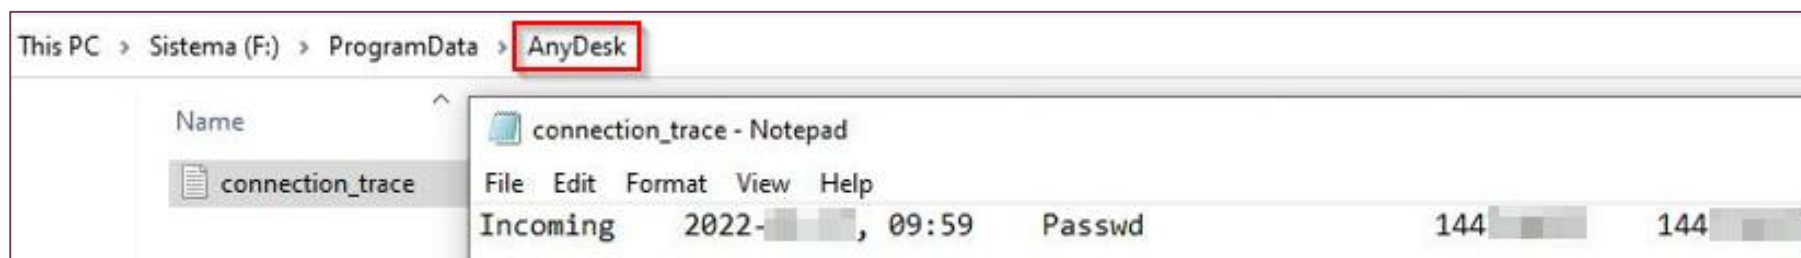 This PC > Sistema (F:) > ProgramData > AnyDesk
Name
connection_trace
connection_trace - Notepad
File Edit Format View Help
Incoming 2022- , 09:59 Passwd 144 144